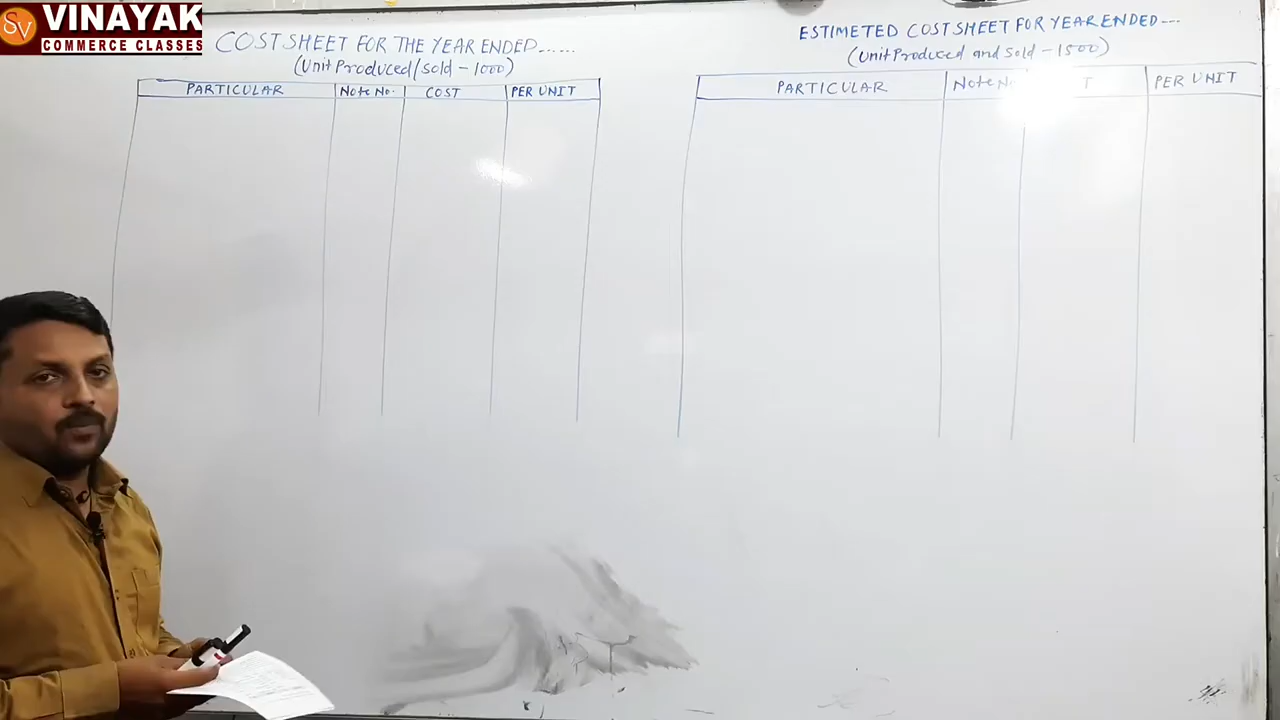 SV VINAYAK
COMMERCE CLASSES
COST SHEET FOR THE YEAR ENDED......
(Unit Produced/Sold - 1000)
PARTICULAR Note No. COST PER UNIT
ESTIMETED COST SHEET FOR YEAR ENDED....
(Unit Produced and Sold - 1500)
PARTICULAR Note T PER UNIT